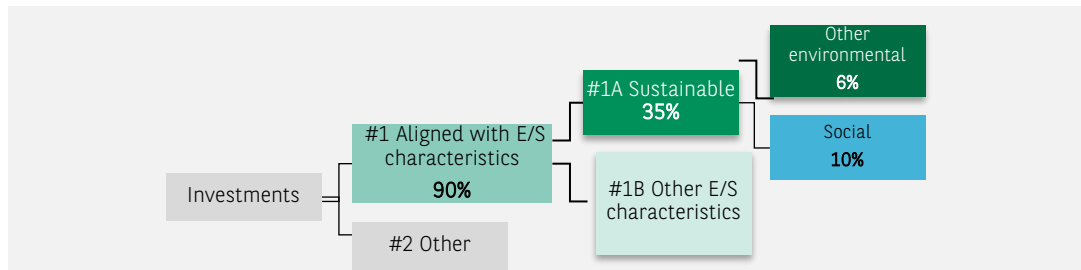 Investments
#1 Aligned with E/S
characteristics
90%
#2 Other
#1A Sustainable
35%
#1B Other E/S
characteristics
Other
environmental
6%
Social
10%